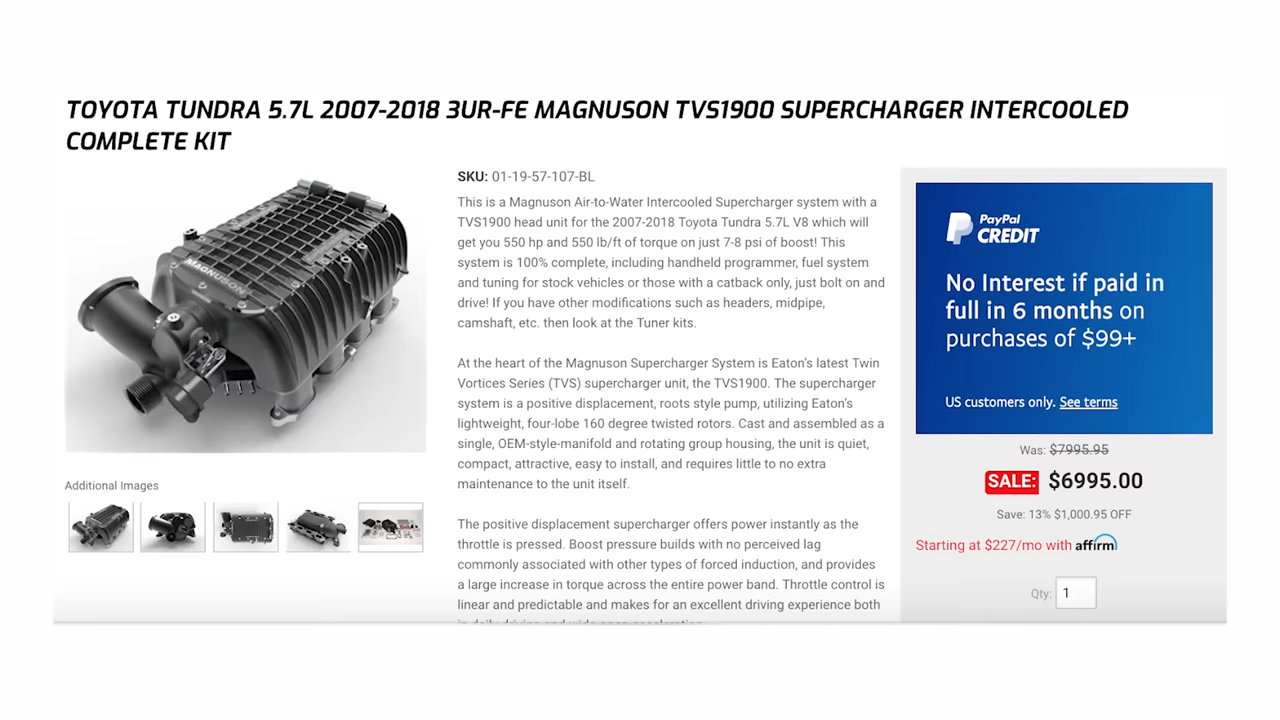 TOYOTA TUNDRA 5.7L 2007-2018 3UR-FE MAGNUSON TVS1900 SUPERCHARGER INTERCOOLED
COMPLETE KIT
MAGNUSON
Additional Images
SKU: 01-19-57-107-BL
This is a Magnuson Air-to-Water Intercooled Supercharger system with a
TVS1900 head unit for the 2007-2018 Toyota Tundra 5.7L V8 which will
get you 550 hp and 550 lb/ft of torque on just 7-8 psi of boost! This
system is 100% complete, including handheld programmer, fuel system
and tuning for stock vehicles or those with a catback only, just bolt on and
drive! If you have other modifications such as headers, midpipe,
camshaft, etc. then look at the Tuner kits.
At the heart of the Magnuson Supercharger System is Eaton's latest Twin
Vortices Series (TVS) supercharger unit, the TVS1900. The supercharger
system is a positive displacement, roots style pump, utilizing Eaton's
lightweight, four-lobe 160 degree twisted rotors. Cast and assembled as a
single, OEM-style-manifold and rotating group housing, the unit is quiet,
compact, attractive, easy to install, and requires little to no extra
maintenance to the unit itself.
The positive displacement supercharger offers power instantly as the
throttle is pressed. Boost pressure builds with no perceived lag
commonly associated with other types of forced induction, and provides
a large increase in torque across the entire power band. Throttle control is
linear and predictable and makes for an excellent driving experience both
PayPal
CREDIT
No Interest if paid in
full in 6 months on
purchases of $99+
US customers only. See terms
Was: $7995.95
SALE: $6995.00
Save: 13% $1,000.95 OFF
Starting at $227/mo with affirm
Qty: 1